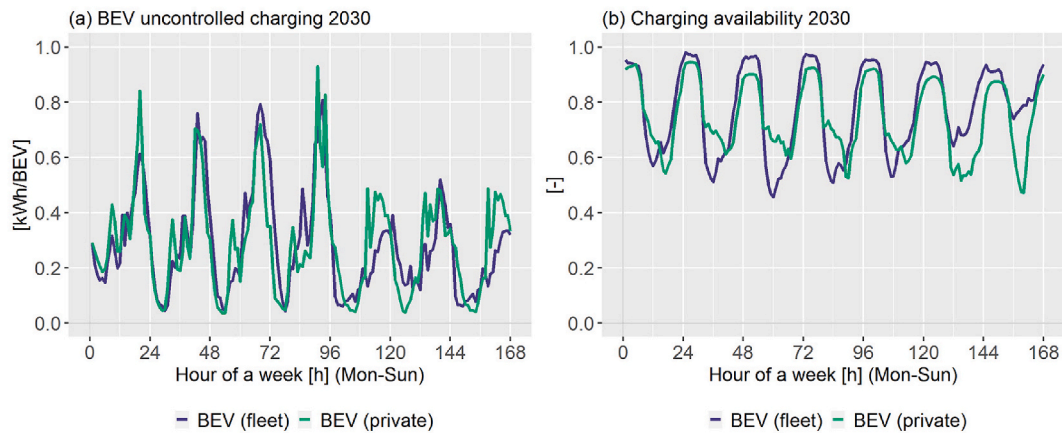 (a) BEV uncontrolled charging 2030
[kWh/BEV]
1.0
0.8
0.6
0.4
0.2
0.0
0 24 48 72 96 120 144 168
Hour of a week [h] (Mon-Sun)
BEV (fleet) BEV (private)
(b) Charging availability 2030
[-]
1.0
0.8
0.6
0.4
0.2
0.0
0 24 48 72 96 120 144 168
Hour of a week [h] (Mon-Sun)
BEV (fleet) BEV (private)